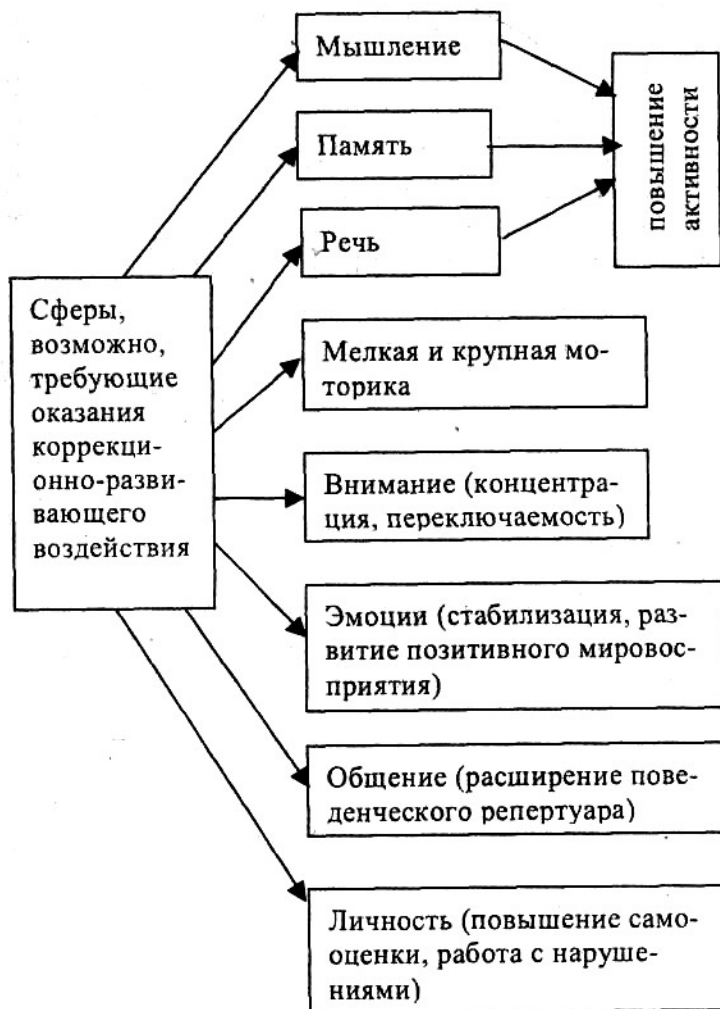 Мышление
Память
Речь
повышение
активности
Сферы,
возможно,
требующие
оказания
коррекци-
онно-разви-
вающего
воздействия
Мелкая и крупная мо-
торика
Внимание (концентра-
ция, переключаемость)
Эмоции (стабилизация, раз-
витие позитивного мировос-
приятия)
Общение (расширение пове-
денческого репертуара)
Личность (повышение само-
оценки, работа с наруше-
ниями)